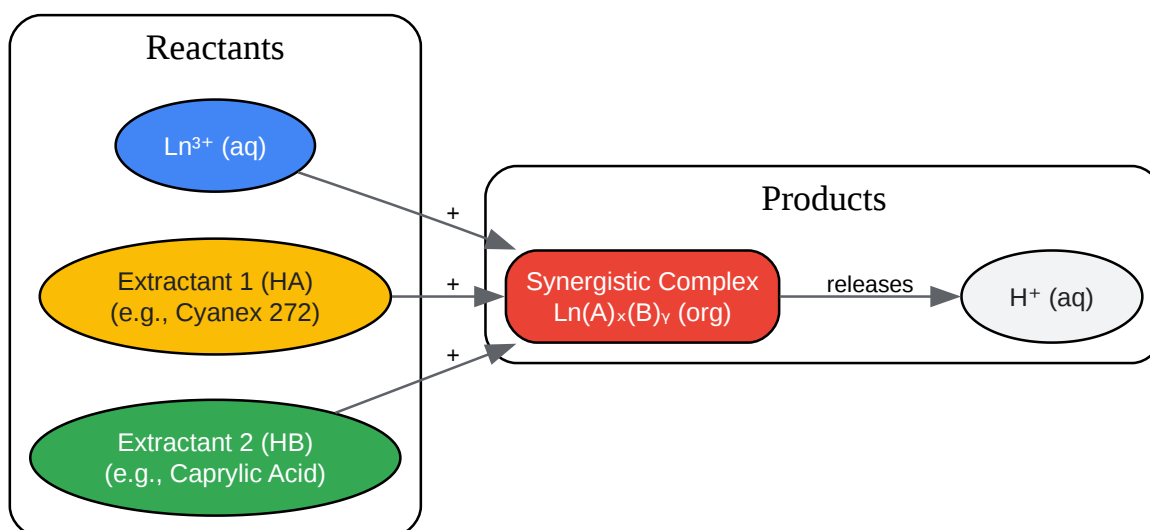 Reactants
Ln³⁺ (aq)
+
Extractant 1 (HA)
(e.g., Cyanex 272)
+
Extractant 2 (HB)
(e.g., Caprylic Acid)
+
Products
Synergistic Complex
Ln(A)ₓ(B)ᵧ (org)
releases
H⁺ (aq)